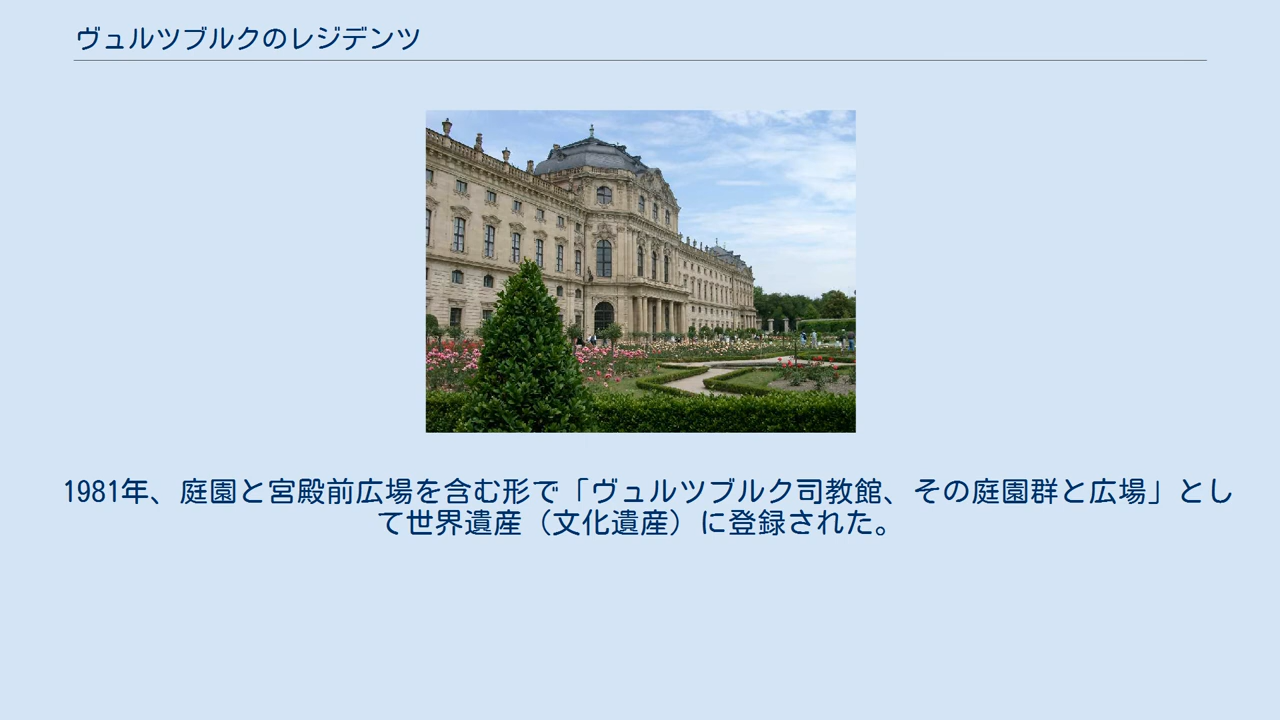 ヴュルツブルクのレジデンツ
1981年、庭園と宮殿前広場を含む形で「ヴュルツブルク司教館、その庭園群と広場」とし
て世界遺産（文化遺産）に登録された。